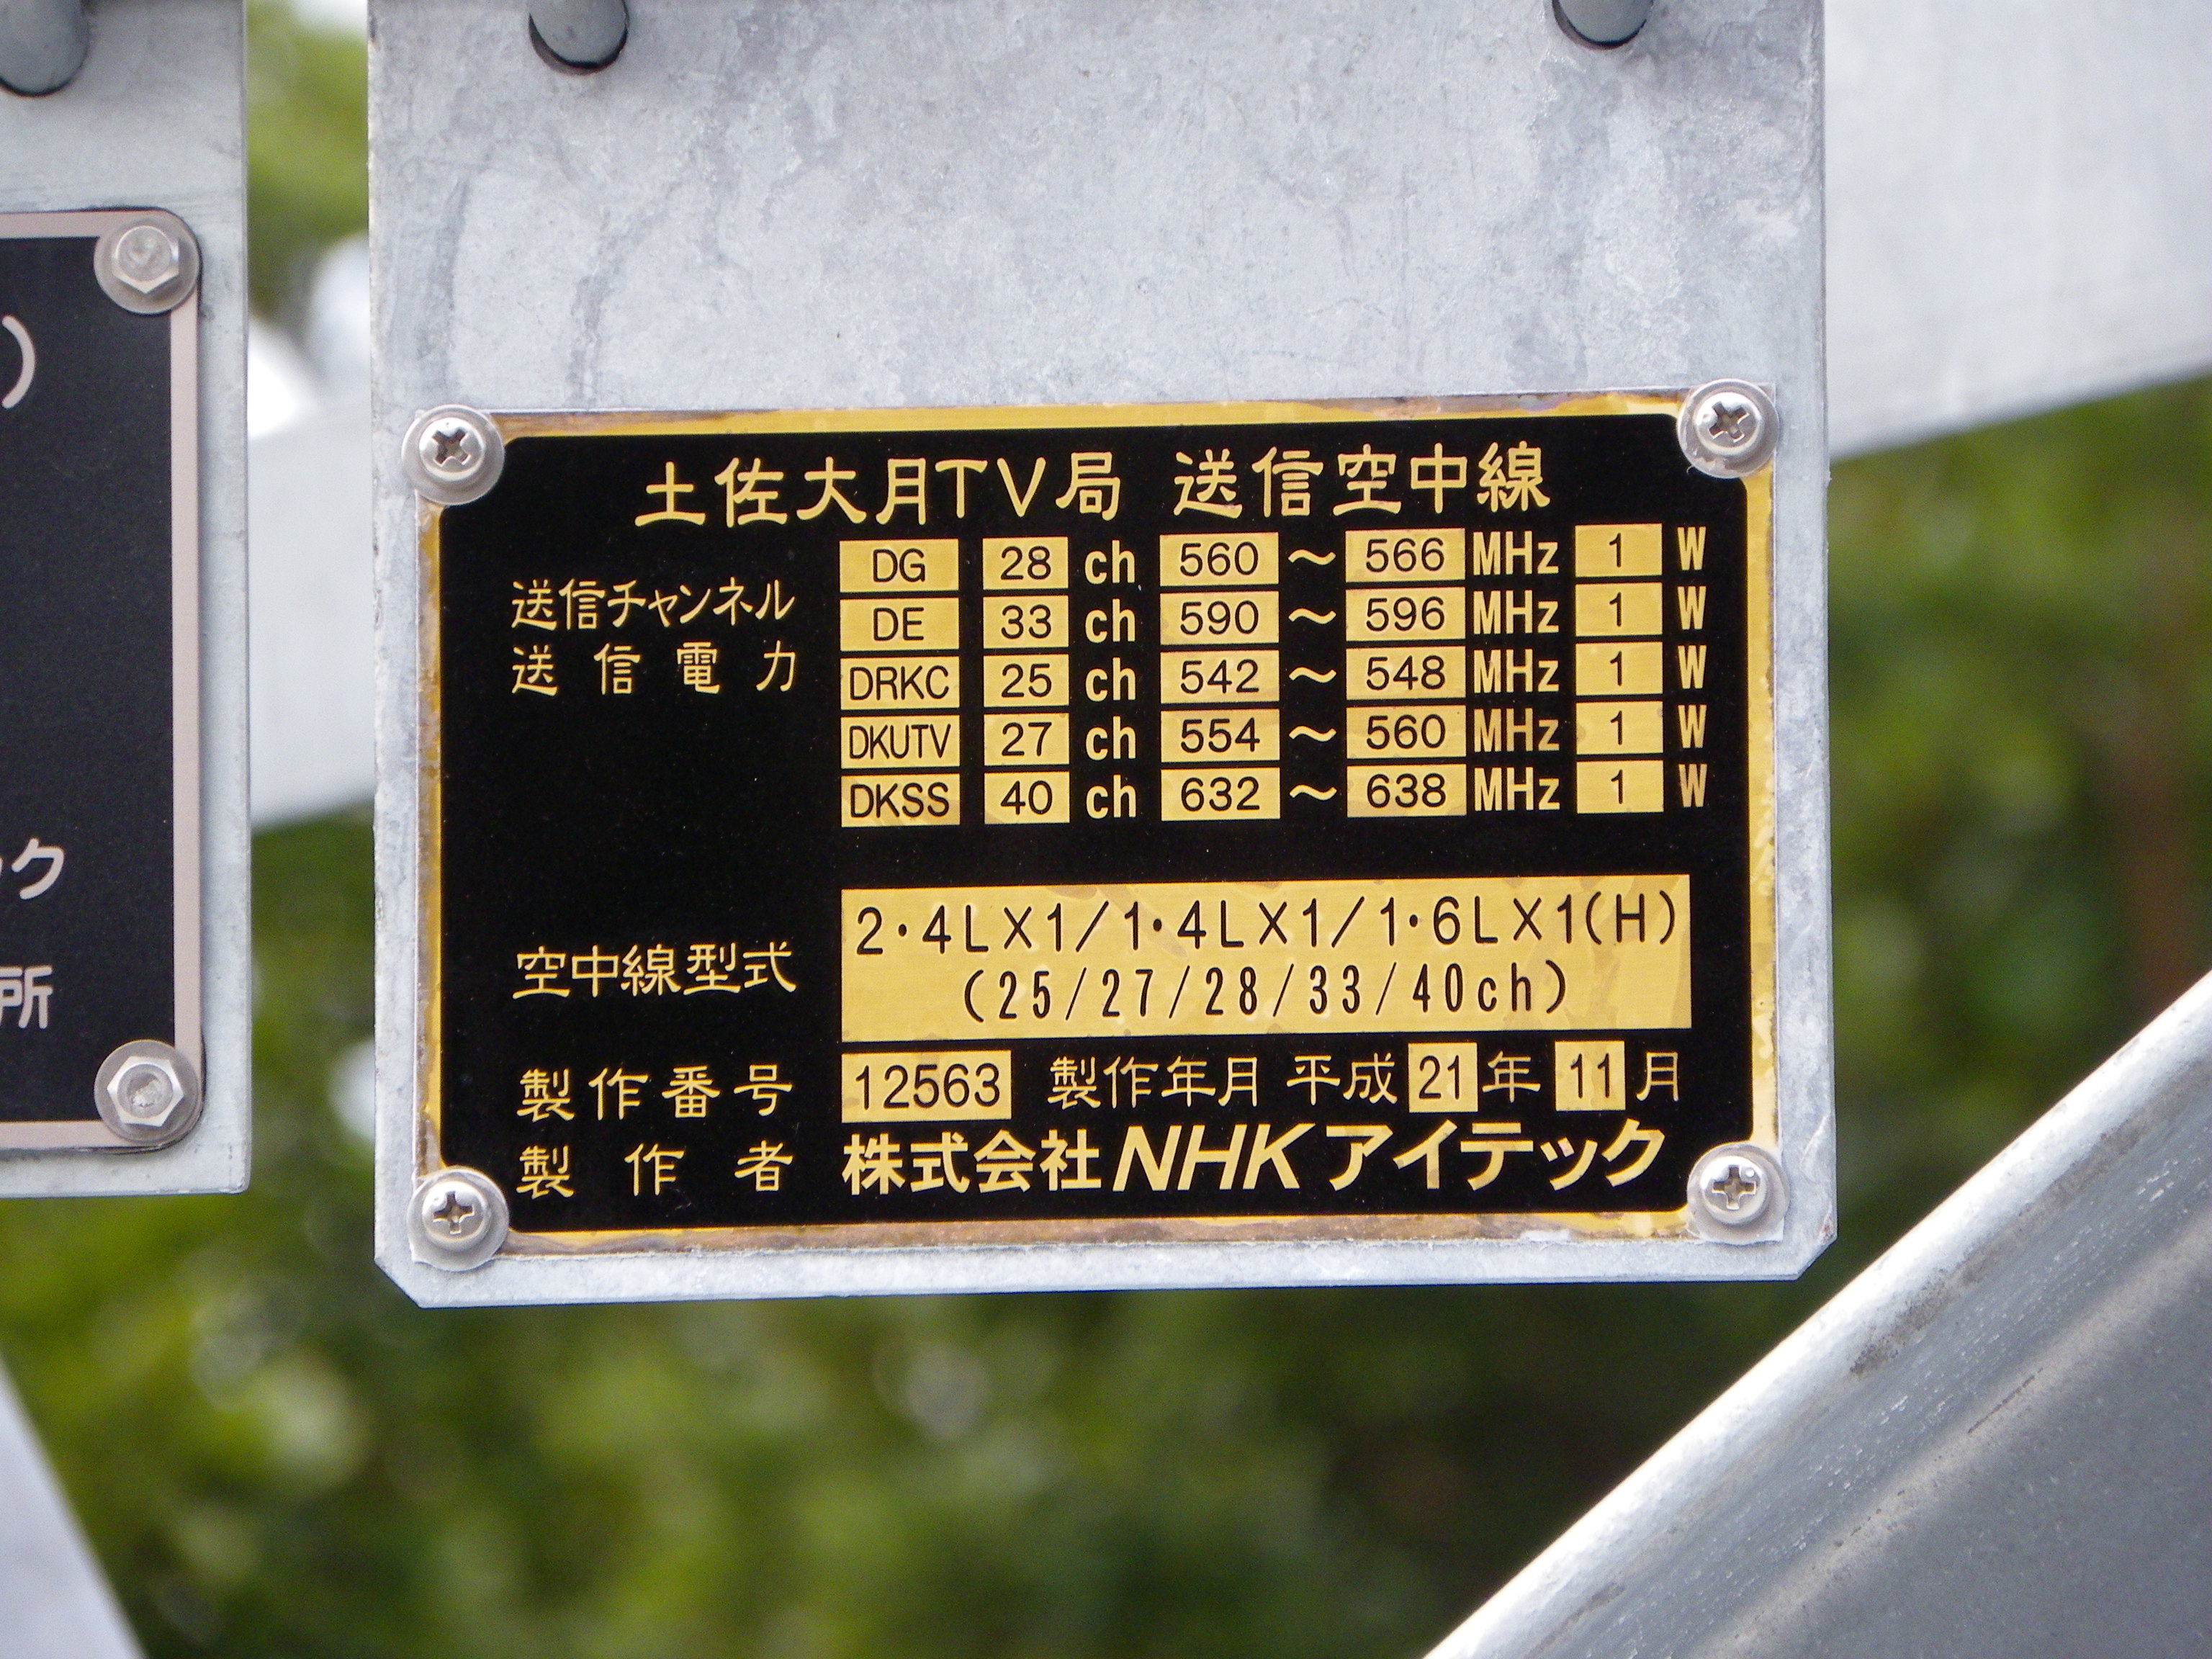 土佐大月TV局 送信空中線
送信チャンネル
送信電力
DG 28 ch 560 ～ 566 MHz 1 W
DE 33 ch 590 ～ 596 MHz 1 W
DRKC 25 ch 542 ～ 548 MHz 1 W
DKUTV 27 ch 554 ～ 560 MHz 1 W
DKSS 40 ch 632 ～ 638 MHz 1 W
空中線型式 2・4L×1/1・4L×1/1・6L×1(H)
(25/27/28/33/40ch)
製作番号 12563 製作年月 平成 21 年 11 月
製作者 株式会社NHKアイテック
)
ク
所